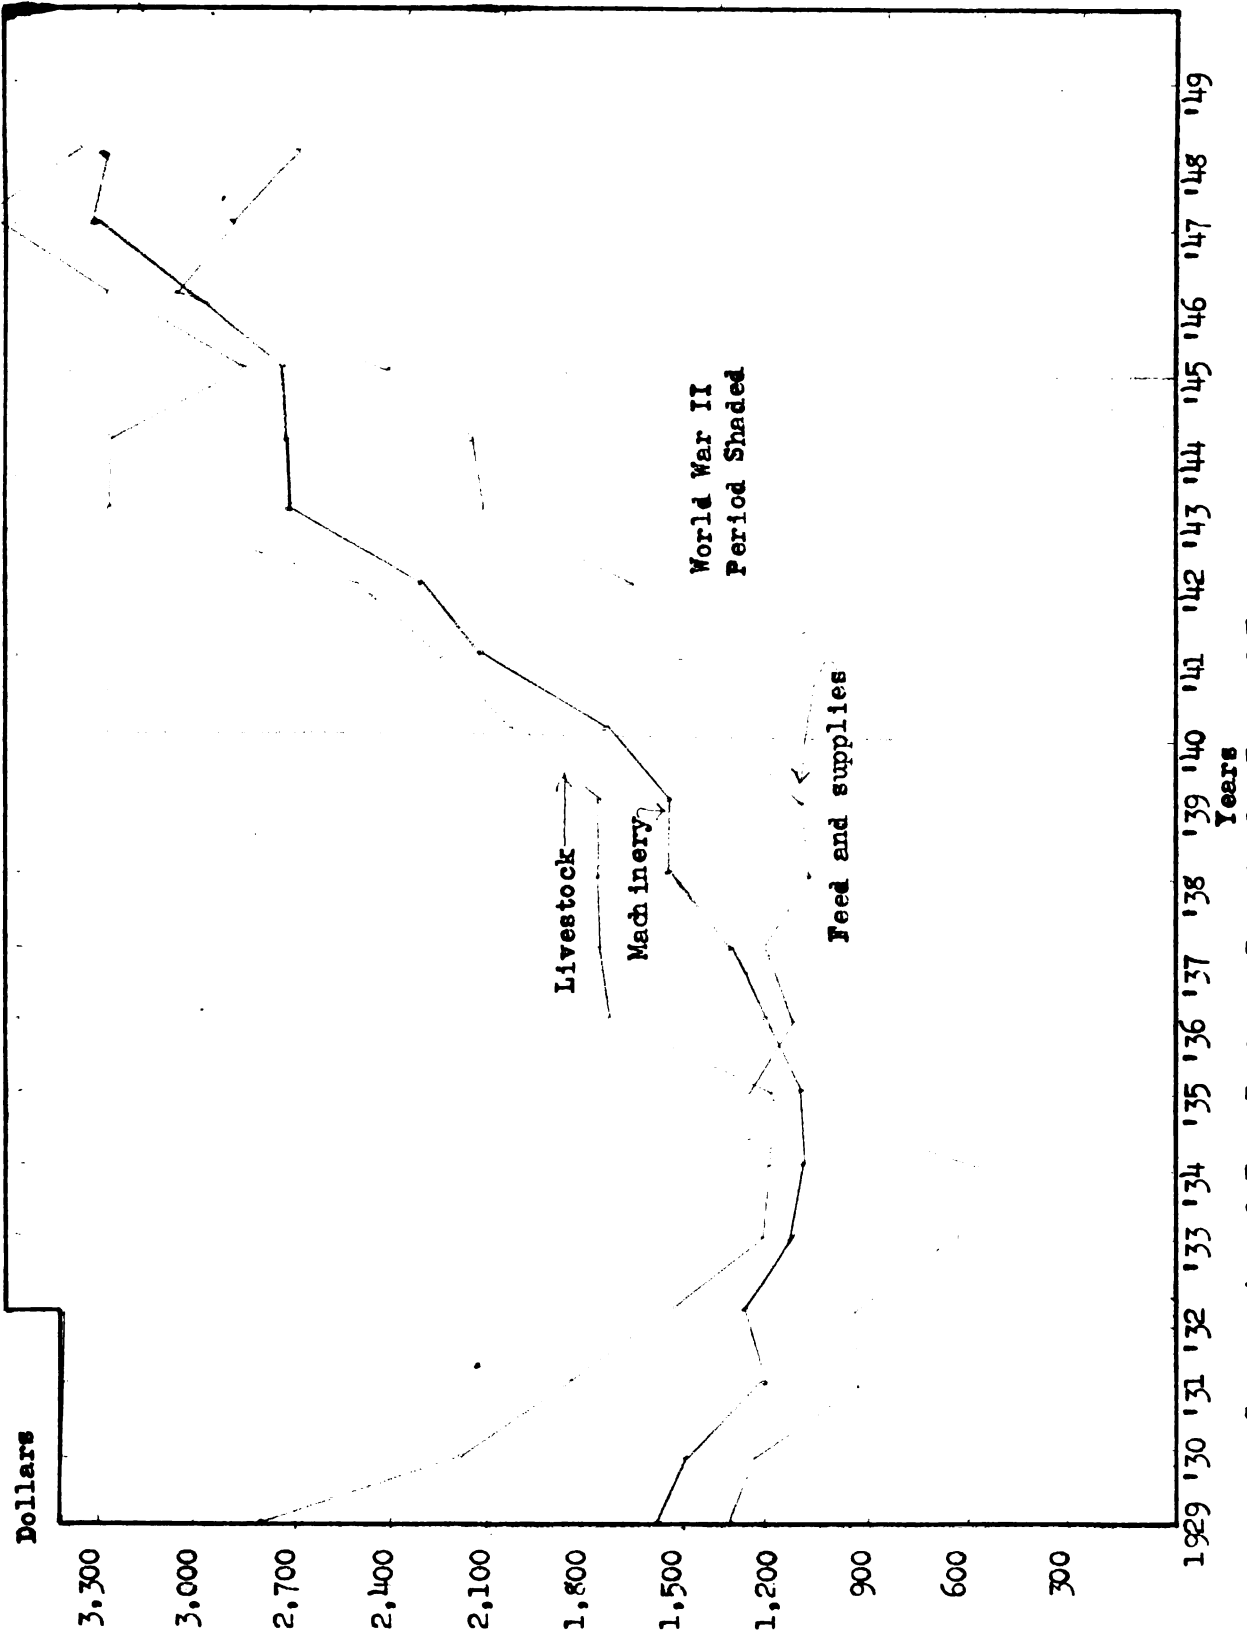 Dollars
3,300
3,000
2,700
2,400
2,100
1,800
1,500
1,200
900
600
300
Livestock
Machinery
Feed and supplies
World War II
Period Shaded
1929 '30 '31 '32 '33 '34 '35 '36 '37 '38 '39 '40 '41 '42 '43 '44 '45 '46 '47 '48 '49
Years